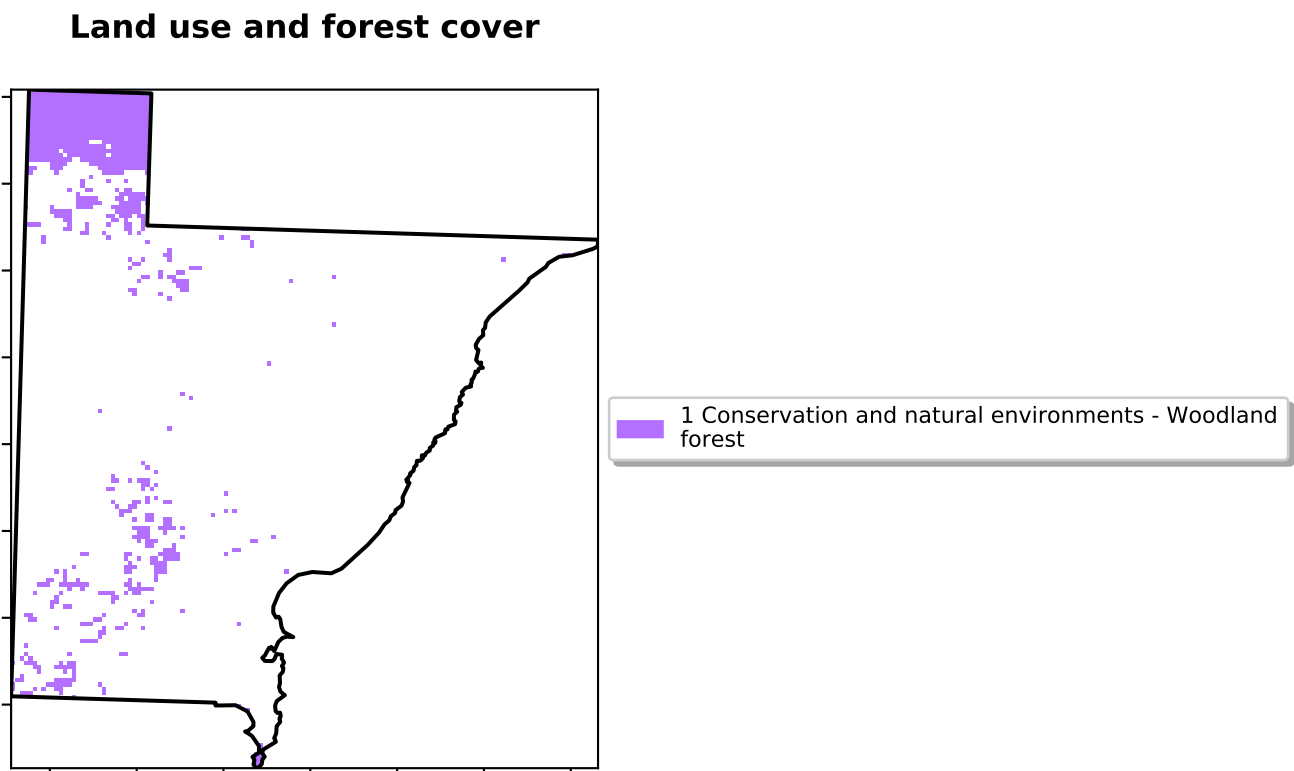 Land use and forest cover
1 Conservation and natural environments - Woodland
forest